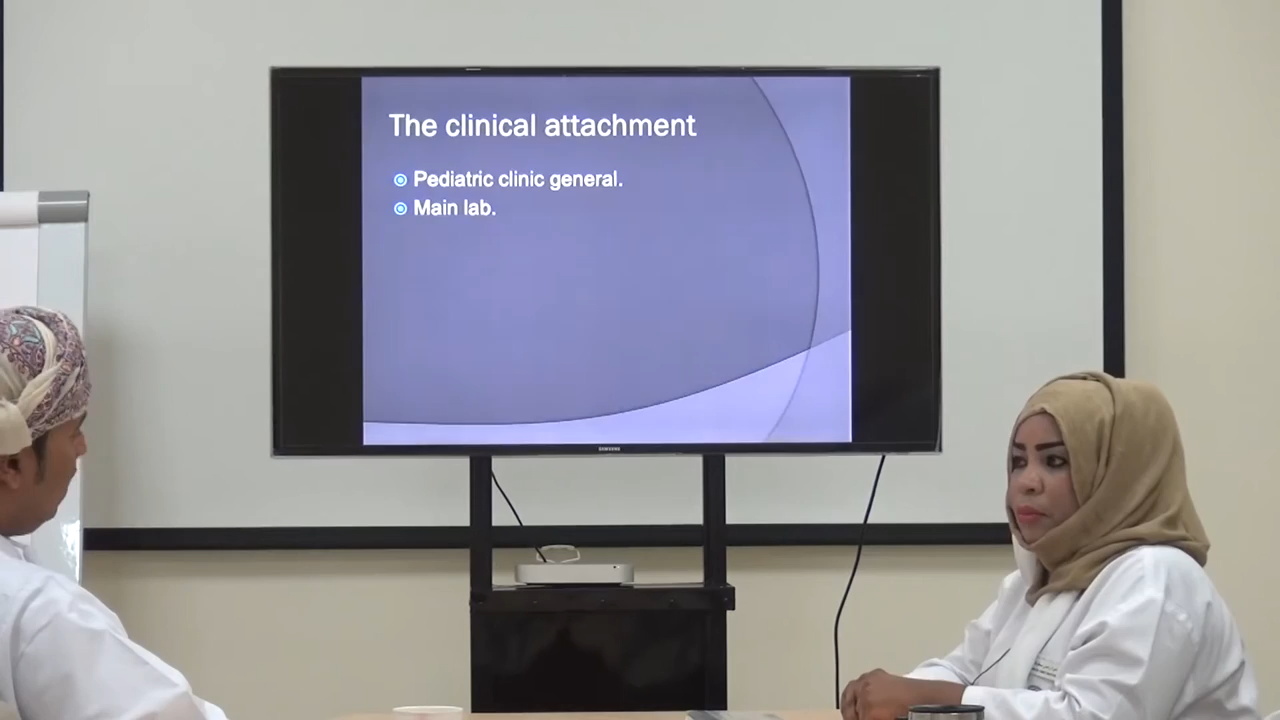 The clinical attachment
Pediatric clinic general.
Main lab.
SAMSUNG